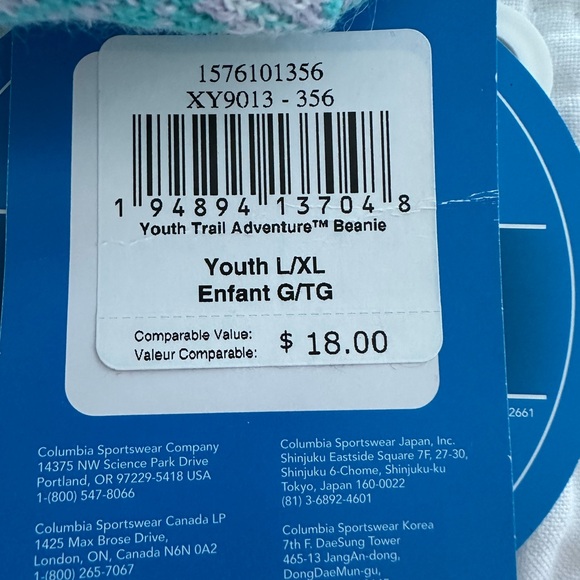 1576101356
XY9013 - 356
1 94894 13704 8
Youth Trail Adventure™ Beanie
Youth L/XL
Enfant G/TG
Comparable Value:
Valeur Comparable: $ 18.00
2661
Columbia Sportswear Company
14375 NW Science Park Drive
Portland, OR 97229-5418 USA
1-(800) 547-8066
Columbia Sportswear Japan, Inc.
Shinjuku Eastside Square 7F, 27-30,
Shinjuku 6-Chome, Shinjuku-ku
Tokyo, Japan 160-0022
(81) 3-6892-4601
Columbia Sportswear Canada LP
1425 Max Brose Drive,
London, ON, Canada N6N 0A2
1-(800) 265-7067
Columbia Sportswear Korea
7th F. DaeSung Tower
465-13 JangAn-dong,
DongDaeMun-gu,